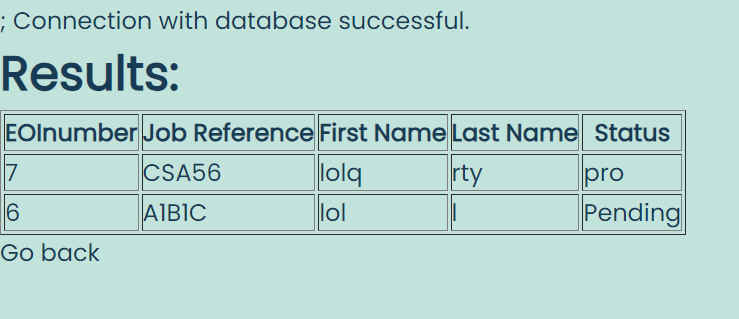 ; Connection with database successful.
Results:
EOInumber Job Reference First Name Last Name Status
7 CSA56 lolq rty pro
6 A1B1C lol l Pending
Go back